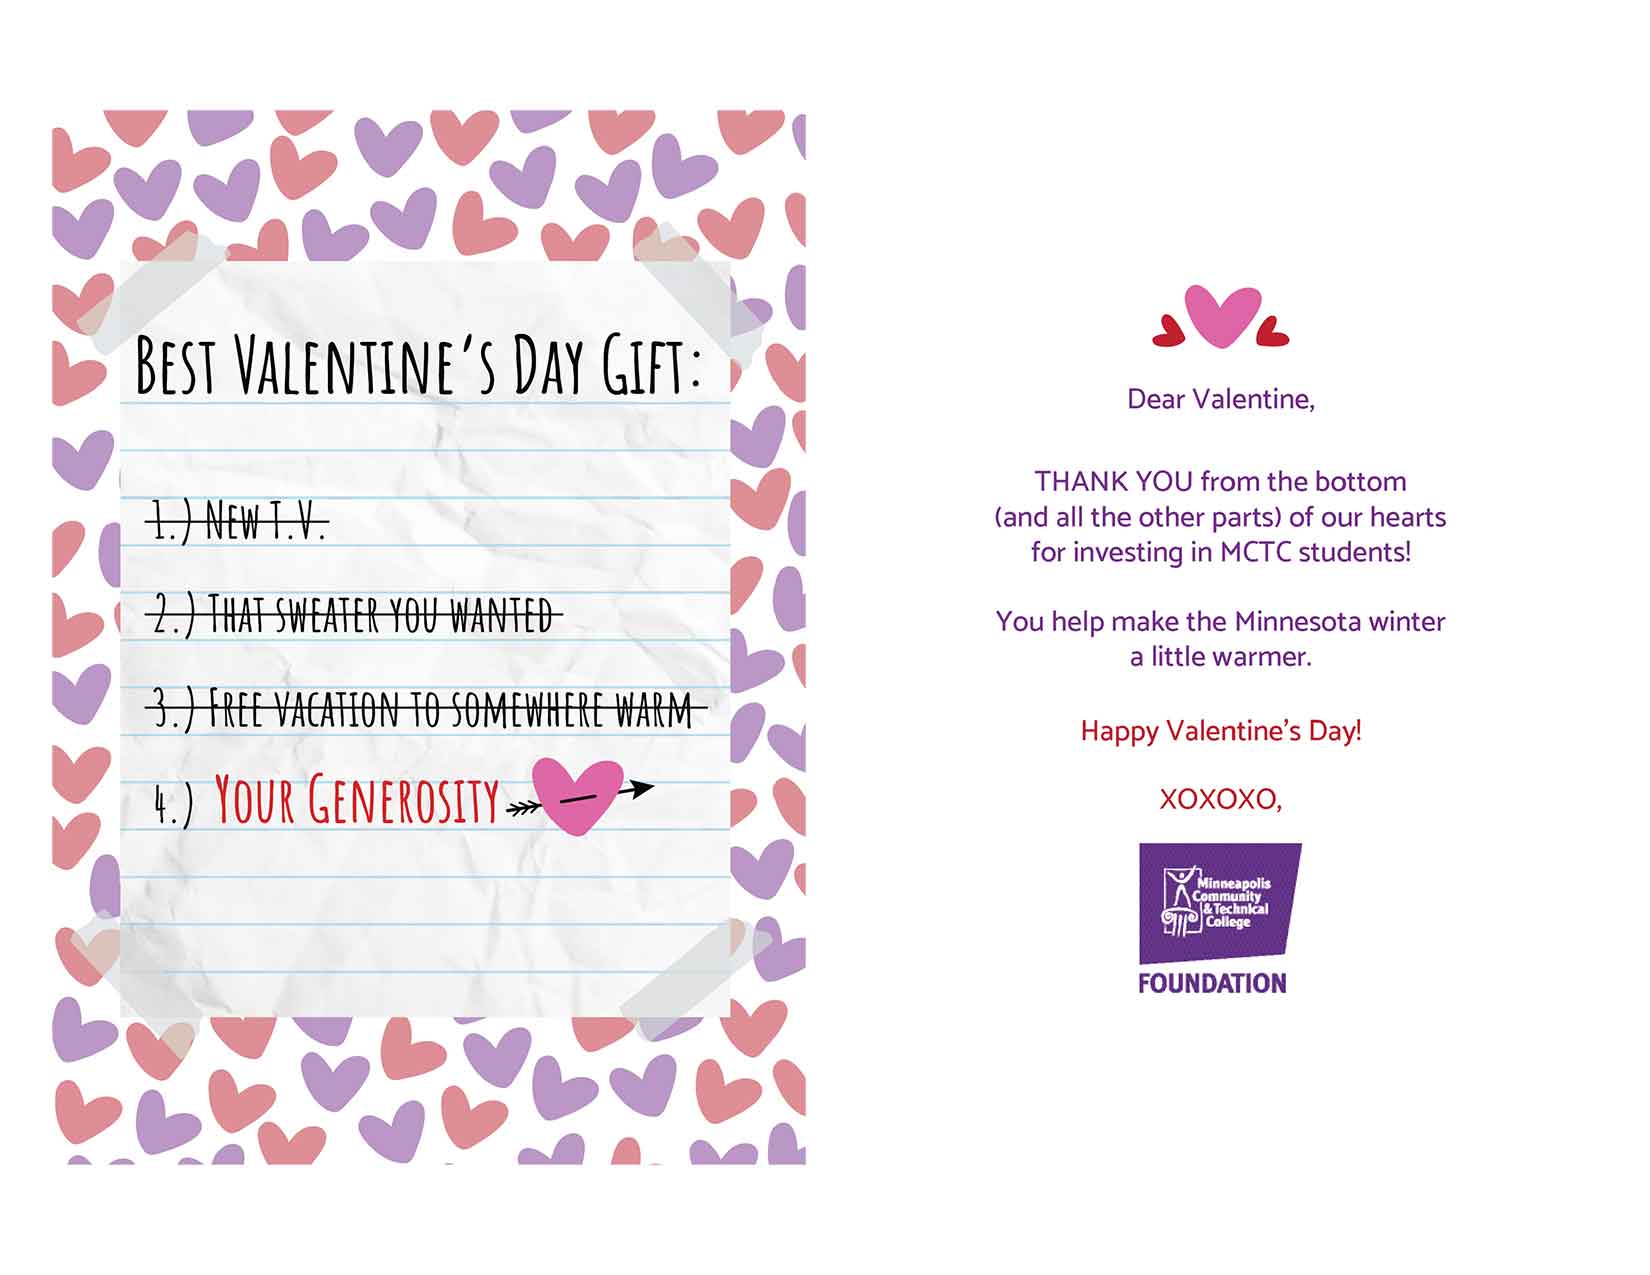 BEST VALENTINE'S DAY GIFT:
1.) NEW T.V.
2.) THAT SWEATER YOU WANTED
3.) FREE VACATION TO SOMEWHERE WARM
4.) YOUR GENEROSITY
Dear Valentine,
THANK YOU from the bottom
(and all the other parts) of our hearts
for investing in MCTC students!
You help make the Minnesota winter
a little warmer.
Happy Valentine's Day!
XOXOXO,
Minneapolis
Community
& Technical
College
FOUNDATION